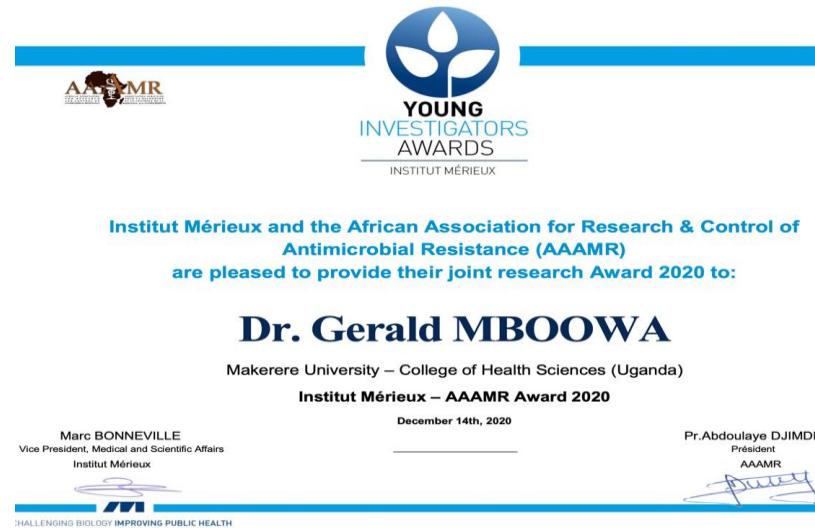 AAAMR
YOUNG
INVESTIGATORS
AWARDS
INSTITUT MÉRIEUX
Institut Mérieux and the African Association for Research & Control of
Antimicrobial Resistance (AAAMR)
are pleased to provide their joint research Award 2020 to:
Dr. Gerald MBOOWA
Makerere University – College of Health Sciences (Uganda)
Institut Mérieux – AAAMR Award 2020
December 14th, 2020
Marc BONNEVILLE
Vice President, Medical and Scientific Affairs
Institut Mérieux
Pr.Abdoulaye DJIMD
Président
AAAMR
CHALLENGING BIOLOGY IMPROVING PUBLIC HEALTH